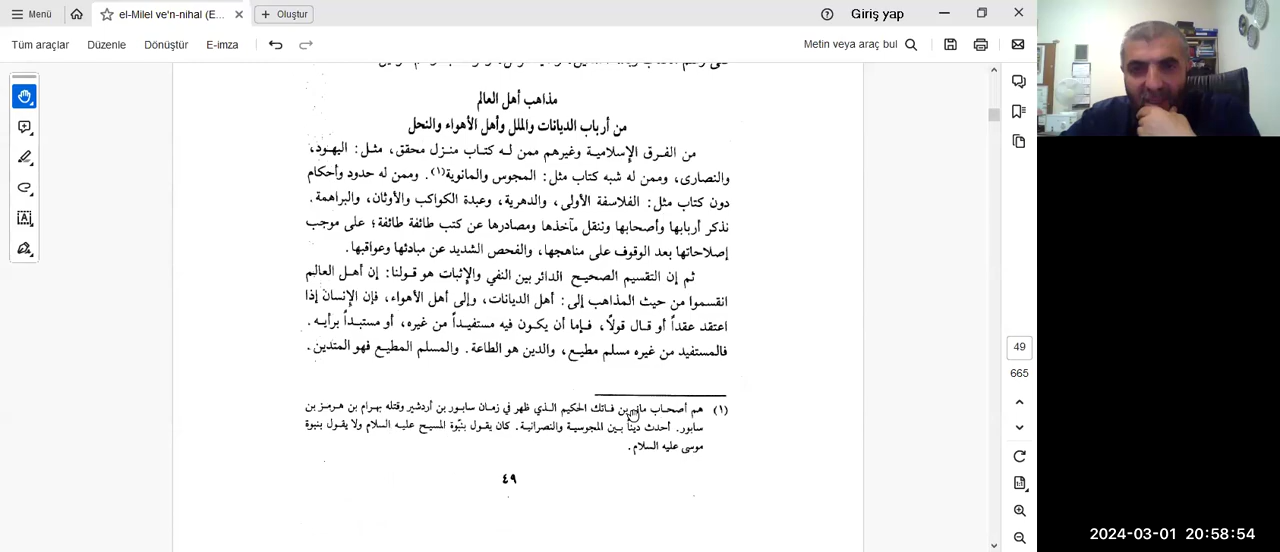 Menü
el-Milel ve'n-nihal (E...
Oluştur
Giriş yap
Tüm araçlar
Düzenle
Dönüştür
E-imza
Metin veya araç bul
مذاهب أهل العالم
من أرباب الديانات والملل وأهل الأهواء والنحل
من الفرق الإسلامية وغيرهم ممن له كتاب منزل محقق، مثل: اليهود،
والنصارى، وممن له شبه كتاب مثل: المجوس والمانوية(١). وممن له حدود وأحكام
دون كتاب مثل: الفلاسفة الأولى، والدهرية، وعبدة الكواكب والأوثان، والبراهمة.
نذكر أربابها وأصحابها وننقل مآخذها ومصادرها عن كتب طائفة طائفة؛ على موجب
إصلاحاتها بعد الوقوف على مناهجها، والفحص الشديد عن مبادئها وعواقبها.
ثم إن التقسيم الصحيح الدائر بين النفي والإثبات هو قولنا: إن أهل العالم
انقسموا من حيث المذاهب إلى: أهل الديانات، وإلى أهل الأهواء، فإن الإنسان إذا
اعتقد عقداً أو قال قولاً، فإما أن يكون فيه مستفيداً من غيره، أو مستبداً برأيه.
فالمستفيد من غيره مسلم مطيع، والدين هو الطاعة. والمسلم المطيع فهو المتدين.
(١) هم أصحاب ماني بن فاتك الحكيم الذي ظهر في زمان سابور بن أردشير وقتله بهرام بن هرمز بن
سابور. أحدث ديناً بين المجوسية والنصرانية. كان يقول بنبوّة المسيح عليه السلام ولا يقول بنبوة
موسى عليه السلام.
٤٩
49
665
2024-03-01 20:58:54